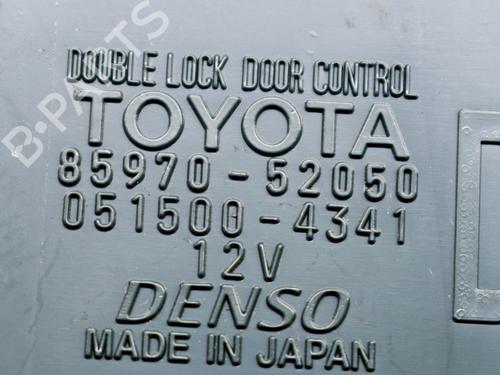 B-PARTS
DOUBLE LOCK DOOR CONTROL
TOYOTA
85970-52050
051500-4341
12V
DENSO
MADE IN JAPAN